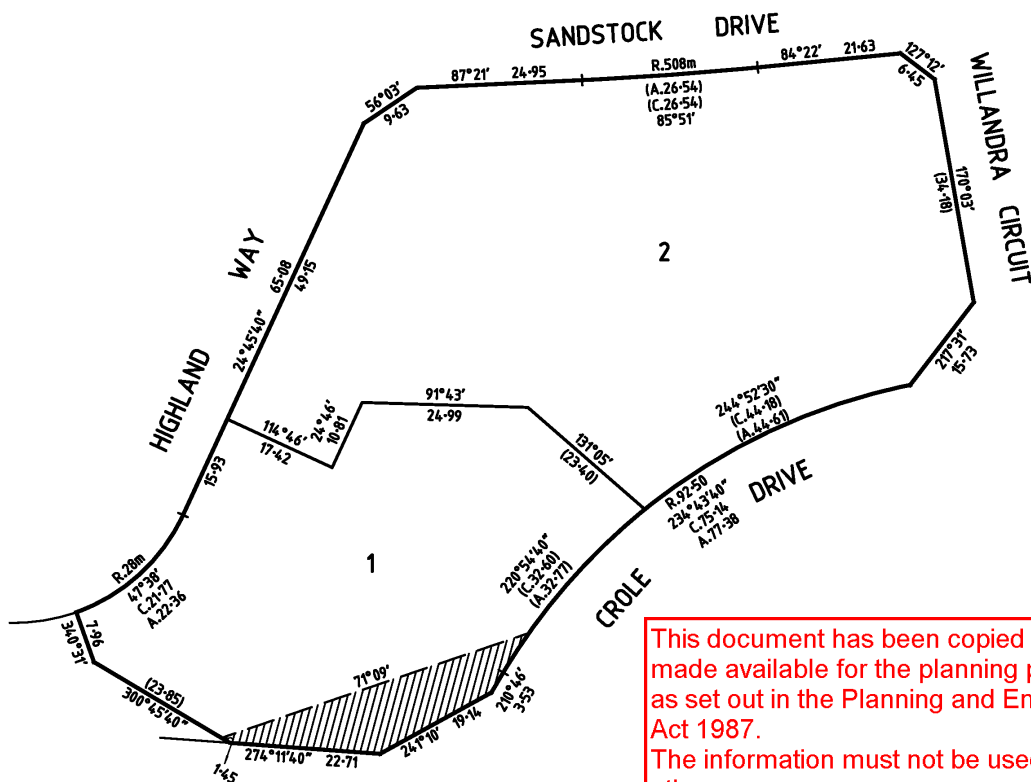 SANDSTOCK DRIVE
87°21' 24·95
R.508m
(A.26·54)
(C.26·54)
85°51'
84°22' 21·63
127°12'
6·45
WILLANDRA CIRCUIT
56°03'
9·63
170°03'
(34·18)
2
HIGHLAND WAY
65·08
49·15
24°45'40"
217°31'
15·73
91°43'
24·99
24°46'
10·81
114°46'
17·42
244°52'30"
(C.44·18)
(A.44·61)
131°05'
(23·40)
15·93
R.92·50
234°43'40"
C.75·14
A.77·38
CROLE DRIVE
1
R.28m
47°38'
C.21·77
A.22·36
220°54'40"
(C.32·60)
(A.32·77)
7·96
340°31'
(23·85)
300°45'40"
71°09'
210°46'
3·53
241°10' 19·14
274°11'40" 22·71
1·45
This document has been copied
made available for the planning p
as set out in the Planning and En
Act 1987.
The information must not be used